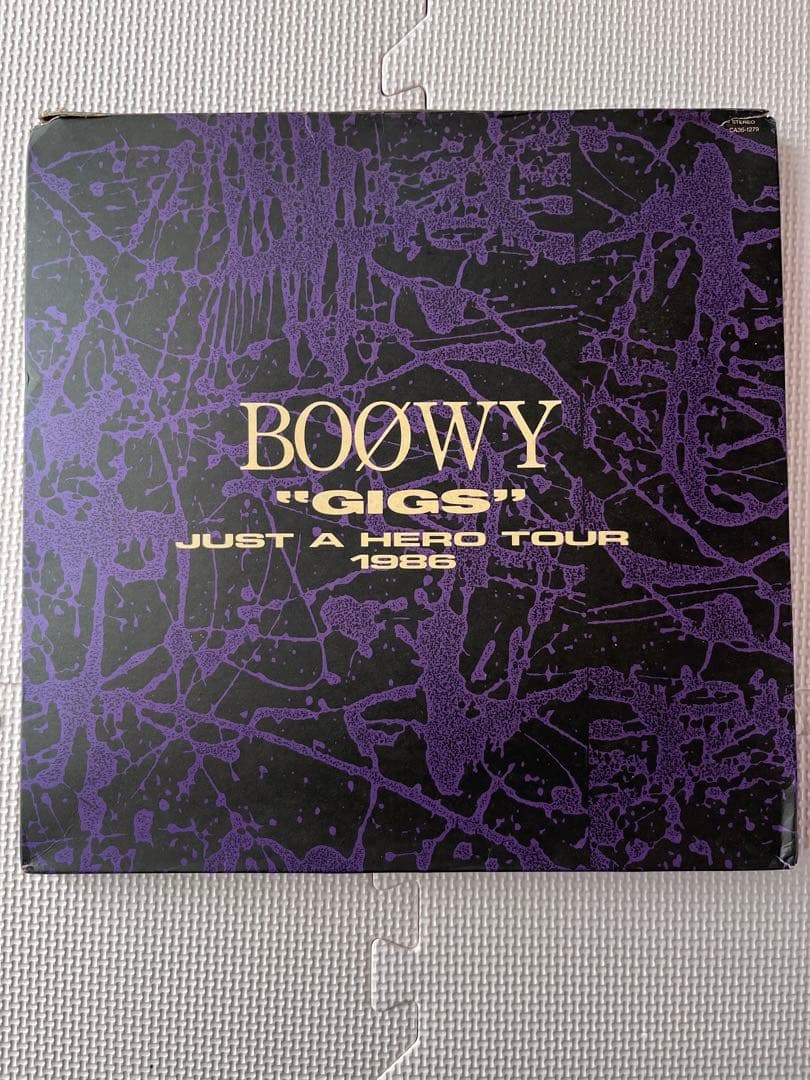 STEREO
CA36-1279
BOØWY
“GIGS”
JUST A HERO TOUR
1986